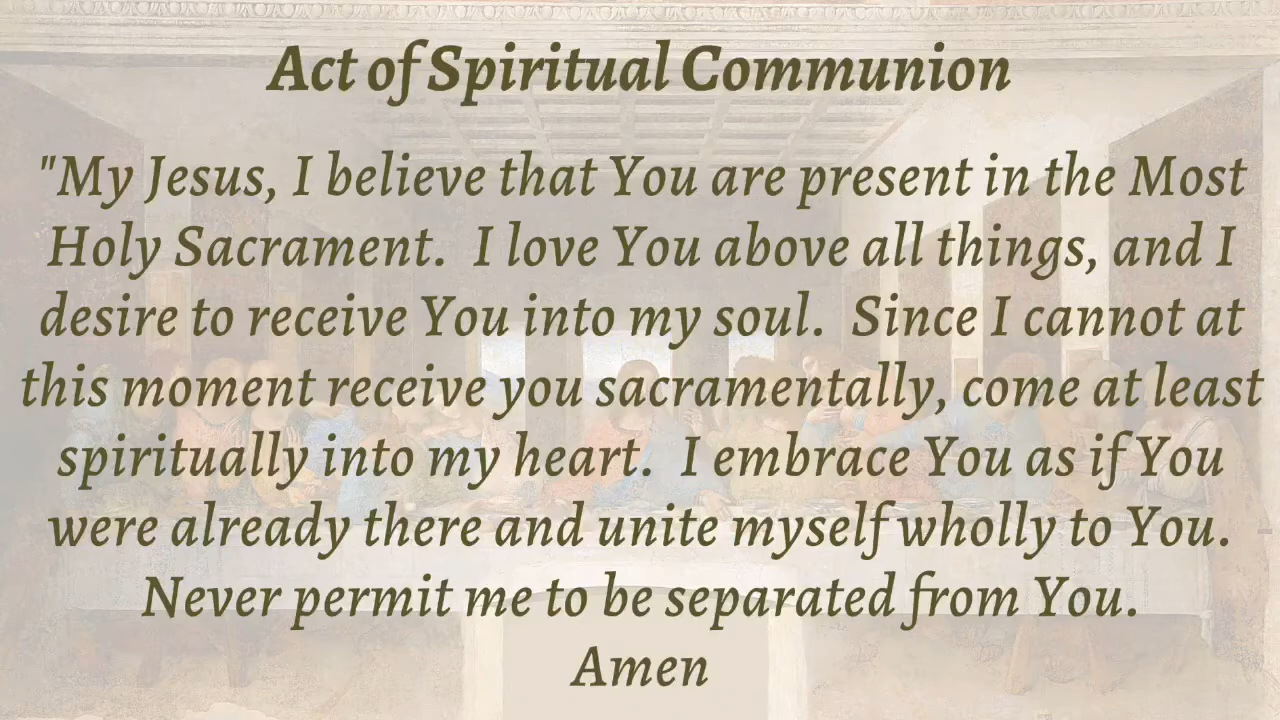 Act of Spiritual Communion
"My Jesus, I believe that You are present in the Most
Holy Sacrament.  I love You above all things, and I
desire to receive You into my soul.  Since I cannot at
this moment receive you sacramentally, come at least
spiritually into my heart.  I embrace You as if You
were already there and unite myself wholly to You.
Never permit me to be separated from You.
Amen